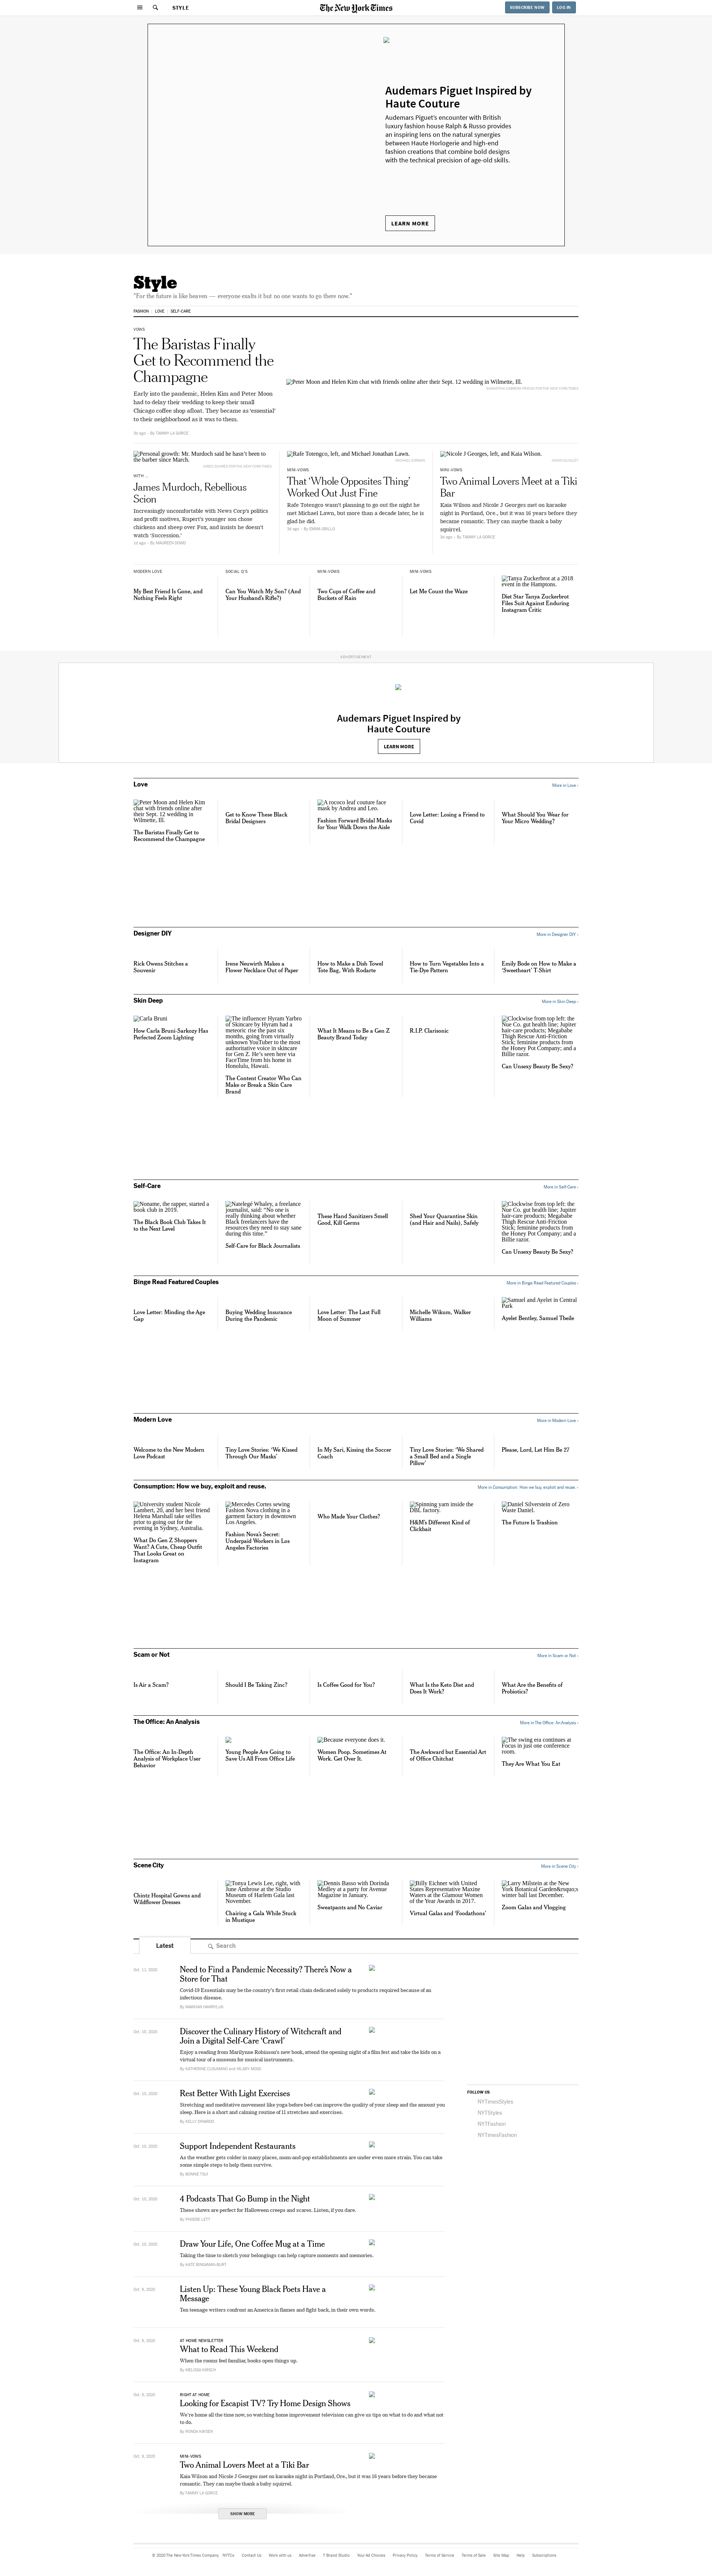 STYLE
The New York Times
SUBSCRIBE NOW
LOG IN
Audemars Piguet Inspired by
Haute Couture
Audemars Piguet's encounter with British
luxury fashion house Ralph & Russo provides
an inspiring lens on the natural synergies
between Haute Horlogerie and high-end
fashion creations that combine bold designs
with the technical precision of age-old skills.
LEARN MORE
Style
"For the future is like heaven — everyone exalts it but no one wants to go there now."
FASHION
LOVE
SELF-CARE
VOWS
The Baristas Finally
Get to Recommend the
Champagne
Early into the pandemic, Helen Kim and Peter Moon
had to delay their wedding to keep their small
Chicago coffee shop afloat. They became as 'essential'
to their neighborhood as it was to them.
3d ago · By TAMMY LA GORCE
Peter Moon and Helen Kim chat with friends online after their Sept. 12 wedding in Wilmette, Ill.
Personal growth: Mr. Murdoch said he hasn't been to
the barber since March.
WITH ...
James Murdoch, Rebellious
Scion
Increasingly uncomfortable with News Corp's politics
and profit motives, Rupert's younger son chose
chickens and sheep over Fox, and insists he doesn't
watch 'Succession.'
1d ago · By MAUREEN DOWD
Rafe Totengco, left, and Michael Jonathan Lawn.
MINI-VOWS
That 'Whole Opposites Thing'
Worked Out Just Fine
Rafe Totengco wasn't planning to go out the night he
met Michael Lawn, but more than a decade later, he is
glad he did.
3d ago · By EMMA GRILLO
Nicole J Georges, left, and Kaia Wilson.
MINI-VOWS
Two Animal Lovers Meet at a Tiki
Bar
Kaia Wilson and Nicole J Georges met on karaoke
night in Portland, Ore., but it was 16 years before they
became romantic. They can maybe thank a baby
squirrel.
3d ago · By TAMMY LA GORCE
MODERN LOVE
My Best Friend Is Gone, and
Nothing Feels Right
SOCIAL Q'S
Can You Watch My Son? (And
Your Husband's Rifle?)
MINI-VOWS
Two Cups of Coffee and
Buckets of Rain
MINI-VOWS
Let Me Count the Waze
Tanya Zuckerbrot at a 2018
event in the Hamptons.
Diet Star Tanya Zuckerbrot
Files Suit Against Enduring
Instagram Critic
ADVERTISEMENT
Audemars Piguet Inspired by
Haute Couture
LEARN MORE
Love
More in Love ›
Peter Moon and Helen Kim
chat with friends online after
their Sept. 12 wedding in
Wilmette, Ill.
The Baristas Finally Get to
Recommend the Champagne
Get to Know These Black
Bridal Designers
A rococo leaf couture face
mask by Andrea and Leo.
Fashion Forward Bridal Masks
for Your Walk Down the Aisle
Love Letter: Losing a Friend to
Covid
What Should You Wear for
Your Micro Wedding?
Designer DIY
More in Designer DIY ›
Rick Owens Stitches a
Souvenir
Irene Neuwirth Makes a
Flower Necklace Out of Paper
How to Make a Dish Towel
Tote Bag, With Rodarte
How to Turn Vegetables Into a
Tie-Dye Pattern
Emily Bode on How to Make a
'Sweetheart' T-Shirt
Skin Deep
More in Skin Deep ›
Carla Bruni
How Carla Bruni-Sarkozy Has
Perfected Zoom Lighting
The influencer Hyram Yarbro
of Skincare by Hyram had a
meteoric rise the past six
months, going from virtually
unknown YouTuber to the most
authoritative voice in skincare
for Gen Z. He's seen here via
FaceTime from his home in
Honolulu, Hawaii.
The Content Creator Who Can
Make or Break a Skin Care
Brand
What It Means to Be a Gen Z
Beauty Brand Today
R.I.P. Clarisonic
Clockwise from top left: the
Nue Co. gut health line; Jupiter
hair-care products; Megababe
Thigh Rescue Anti-Friction
Stick; feminine products from
the Honey Pot Company; and a
Billie razor.
Can Unsexy Beauty Be Sexy?
Self-Care
More in Self-Care ›
Noname, the rapper, started a
book club in 2019.
The Black Book Club Takes It
to the Next Level
Natelegé Whaley, a freelance
journalist, said: "No one is
really thinking about whether
Black freelancers have the
resources they need to stay sane
during this time."
Self-Care for Black Journalists
These Hand Sanitizers Smell
Good, Kill Germs
Shed Your Quarantine Skin
(and Hair and Nails), Safely
Clockwise from top left: the
Nue Co. gut health line; Jupiter
hair-care products; Megababe
Thigh Rescue Anti-Friction
Stick; feminine products from
the Honey Pot Company; and a
Billie razor.
Can Unsexy Beauty Be Sexy?
Binge Read Featured Couples
More in Binge Read Featured Couples ›
Love Letter: Minding the Age
Gap
Buying Wedding Insurance
During the Pandemic
Love Letter: The Last Full
Moon of Summer
Michelle Wikum, Walker
Williams
Samuel and Ayelet in Central
Park
Ayelet Bentley, Samuel Theile
Modern Love
More in Modern Love ›
Welcome to the New Modern
Love Podcast
Tiny Love Stories: 'We Kissed
Through Our Masks'
In My Sari, Kissing the Soccer
Coach
Tiny Love Stories: 'We Shared
a Small Bed and a Single
Pillow'
Please, Lord, Let Him Be 27
Consumption: How we buy, exploit and reuse.
More in Consumption: How we buy, exploit and reuse. ›
University student Nicole
Lambert, 20, and her best friend
Helena Marshall take selfies
prior to going out for the
evening in Sydney, Australia.
What Do Gen Z Shoppers
Want? A Cute, Cheap Outfit
That Looks Great on
Instagram
Mercedes Cortes sewing
Fashion Nova clothing in a
garment factory in downtown
Los Angeles.
Fashion Nova's Secret:
Underpaid Workers in Los
Angeles Factories
Who Made Your Clothes?
Spinning yarn inside the
DBL factory.
H&M's Different Kind of
Clickbait
Daniel Silverstein of Zero
Waste Daniel.
The Future Is Trashion
Scam or Not
More in Scam or Not ›
Is Air a Scam?
Should I Be Taking Zinc?
Is Coffee Good for You?
What Is the Keto Diet and
Does It Work?
What Are the Benefits of
Probiotics?
The Office: An Analysis
More in The Office: An Analysis ›
The Office: An In-Depth
Analysis of Workplace User
Behavior
Young People Are Going to
Save Us All From Office Life
Because everyone does it.
Women Poop. Sometimes At
Work. Get Over It.
The Awkward but Essential Art
of Office Chitchat
The swing era continues at
Focus in just one conference
room.
They Are What You Eat
Scene City
More in Scene City ›
Chintz Hospital Gowns and
Wildflower Dresses
Tonya Lewis Lee, right, with
June Ambrose at the Studio
Museum of Harlem Gala last
November.
Chairing a Gala While Stuck
in Mustique
Dennis Basso with Dorinda
Medley at a party for Avenue
Magazine in January.
Sweatpants and No Caviar
Billy Eichner with United
States Representative Maxine
Waters at the Glamour Women
of the Year Awards in 2017.
Virtual Galas and 'Foodathons'
Larry Milstein at the New
York Botanical Garden&rsquo;s
winter ball last December.
Zoom Galas and Vlogging
Latest
Search
Oct. 11, 2020
Need to Find a Pandemic Necessity? There's Now a
Store for That
Covid-19 Essentials may be the country's first retail chain dedicated solely to products required because of an
infectious disease.
Oct. 10, 2020
Discover the Culinary History of Witchcraft and
Join a Digital Self-Care 'Crawl'
Enjoy a reading from Marilynne Robinson's new book, attend the opening night of a film fest and take the kids on a
virtual tour of a museum for musical instruments.
By KATHERINE CUSUMANO and HILARY MOSS
Oct. 10, 2020
Rest Better With Light Exercises
Stretching and meditative movement like yoga before bed can improve the quality of your sleep and the amount you
sleep. Here is a short and calming routine of 11 stretches and exercises.
By KELLY DINARDO
Oct. 10, 2020
Support Independent Restaurants
As the weather gets colder in many places, mom-and-pop establishments are under even more strain. You can take
some simple steps to help them survive.
By BONNIE TSUI
Oct. 10, 2020
4 Podcasts That Go Bump in the Night
These shows are perfect for Halloween creeps and scares. Listen, if you dare.
By PHOEBE LETT
Oct. 10, 2020
Draw Your Life, One Coffee Mug at a Time
Taking the time to sketch your belongings can help capture moments and memories.
By KATE BINGAMAN-BURT
Oct. 9, 2020
Listen Up: These Young Black Poets Have a
Message
Ten teenage writers confront an America in flames and fight back, in their own words.
Oct. 9, 2020
AT HOME NEWSLETTER
What to Read This Weekend
When the rooms feel familiar, books open things up.
By MELISSA KIRSCH
Oct. 9, 2020
RIGHT AT HOME
Looking for Escapist TV? Try Home Design Shows
We're home all the time now, so watching home improvement television can give us tips on what to do and what not
to do.
By RONDA KAYSEN
Oct. 9, 2020
MINI-VOWS
Two Animal Lovers Meet at a Tiki Bar
Kaia Wilson and Nicole J Georges met on karaoke night in Portland, Ore., but it was 16 years before they became
romantic. They can maybe thank a baby squirrel.
By TAMMY LA GORCE
SHOW MORE
FOLLOW US
NYTimesStyles
NYTStyles
NYTFashion
NYTimesFashion
© 2020 The New York Times Company
NYTCo
Contact Us
Work with us
Advertise
T Brand Studio
Your Ad Choices
Privacy Policy
Terms of Service
Terms of Sale
Site Map
Help
Subscriptions